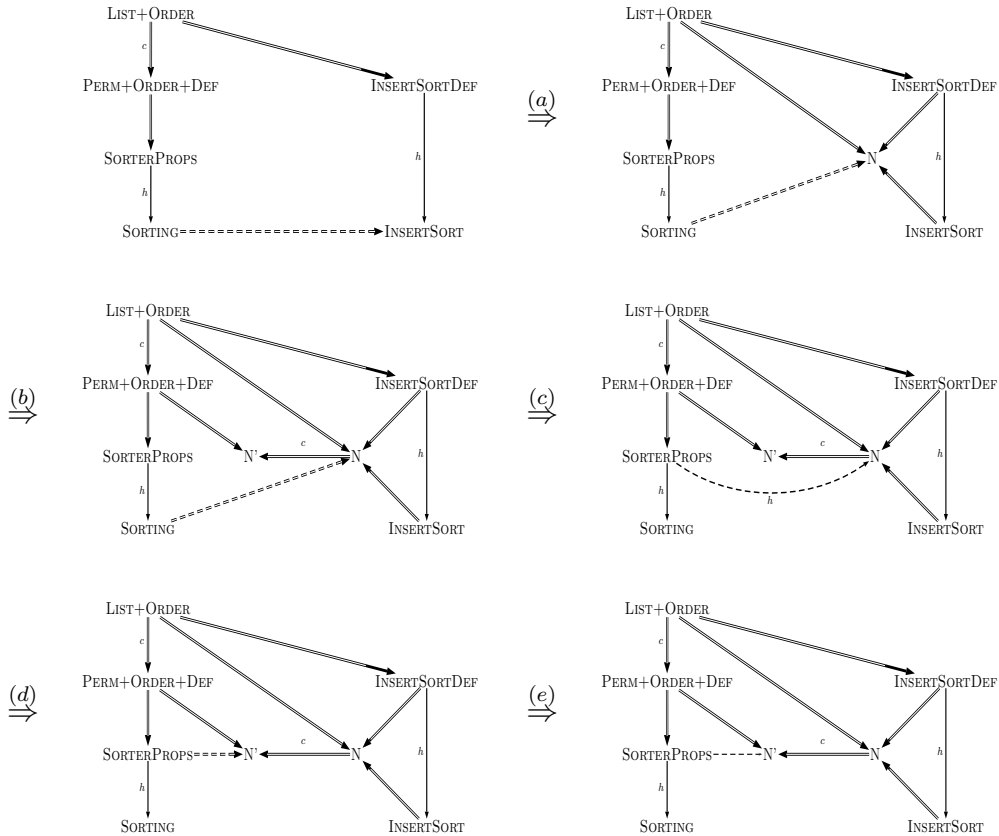 LIST+ORDER
c
PERM+ORDER+DEF
INSERTSORTDEF
SORTERPROPS
h
h
SORTING
INSERTSORT
(a)
⇒
LIST+ORDER
c
PERM+ORDER+DEF
INSERTSORTDEF
SORTERPROPS
N
h
h
SORTING
INSERTSORT
(b)
⇒
LIST+ORDER
c
PERM+ORDER+DEF
INSERTSORTDEF
SORTERPROPS
N'
c
N
h
h
SORTING
INSERTSORT
(c)
⇒
LIST+ORDER
c
PERM+ORDER+DEF
INSERTSORTDEF
SORTERPROPS
N'
c
N
h
h
h
SORTING
INSERTSORT
(d)
⇒
LIST+ORDER
c
PERM+ORDER+DEF
INSERTSORTDEF
SORTERPROPS
N'
c
N
h
h
SORTING
INSERTSORT
(e)
⇒
LIST+ORDER
c
PERM+ORDER+DEF
INSERTSORTDEF
SORTERPROPS
N'
c
N
h
h
SORTING
INSERTSORT